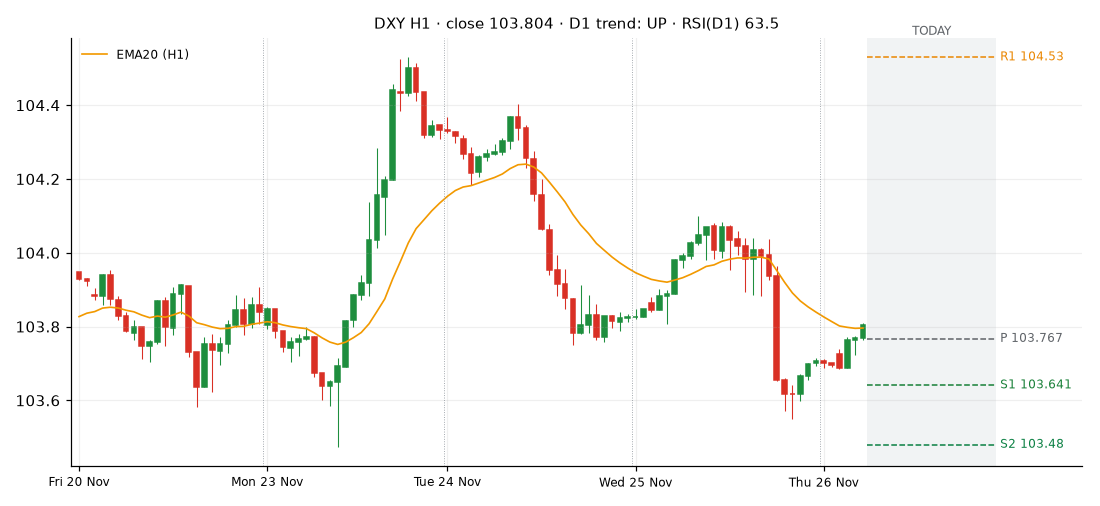 DXY H1 · close 103.804 · D1 trend: UP · RSI(D1) 63.5
TODAY
EMA20 (H1)
R1 104.53
104.4
104.2
104.0
103.8
P 103.767
S1 103.641
103.6
S2 103.48
Fri 20 Nov
Mon 23 Nov
Tue 24 Nov
Wed 25 Nov
Thu 26 Nov